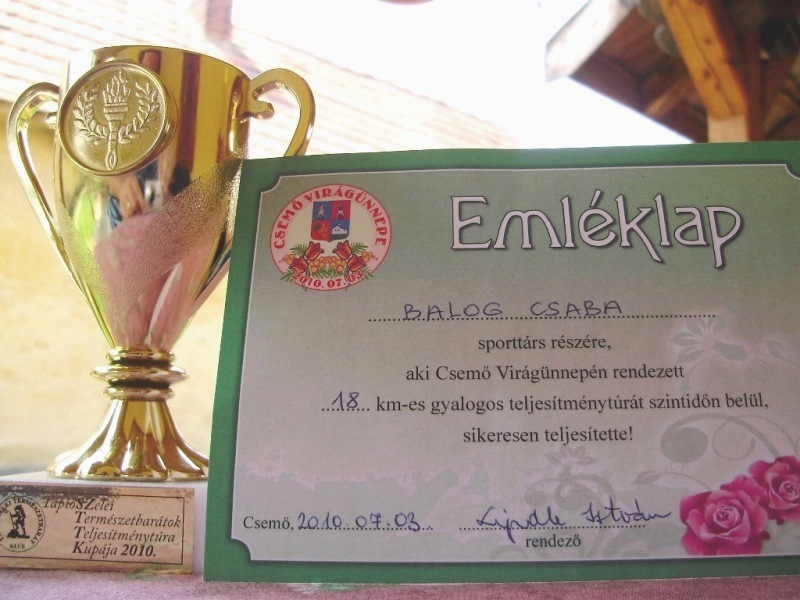 CSEMŐ VIRÁGÜNNEPE
2010.07.03
Emléklap
BALOG CSABA
sporttárs részére,
aki Csemő Virágünnepén rendezett
18 km-es gyalogos teljesítménytúrát szintidőn belül,
sikeresen teljesítette!
Csemő, 2010.07.03.
István
rendező
TápióSZelei
Természetbarátok
Teljesítménytúra
Kupája 2010.